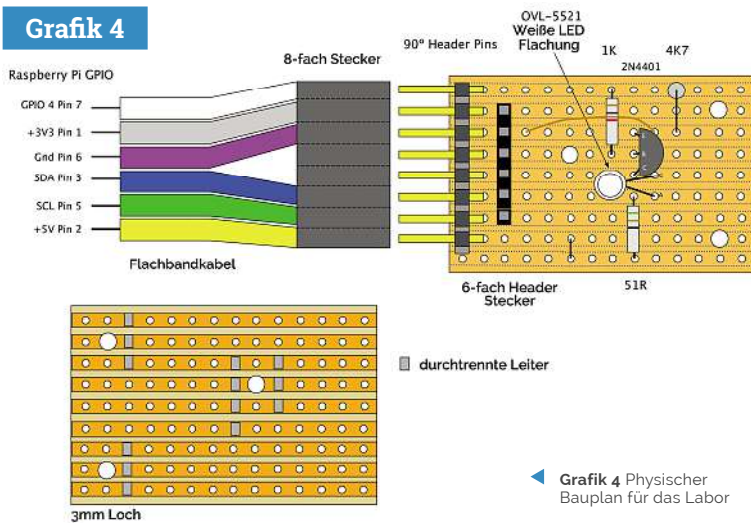 Grafik 4
OVL-5521
Weiße LED
Flachung
8-fach Stecker
90° Header Pins
1K
4K7
2N4401
Raspberry Pi GPIO
GPIO 4 Pin 7
+3V3 Pin 1
Gnd Pin 6
SDA Pin 3
SCL Pin 5
+5V Pin 2
Flachbandkabel
6-fach Header
Stecker
51R
durchtrennte Leiter
3mm Loch
Grafik 4 Physischer
Bauplan für das Labor